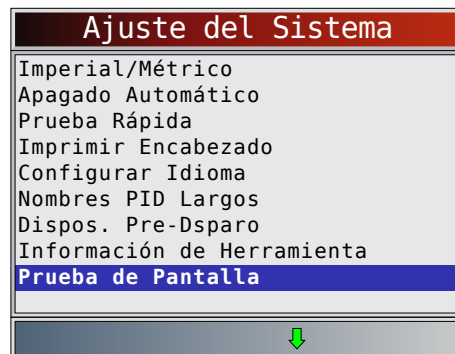 Ajuste del Sistema
Imperial/Métrico
Apagado Automático
Prueba Rápida
Imprimir Encabezado
Configurar Idioma
Nombres PID Largos
Dispos. Pre-Dsparo
Información de Herramienta
Prueba de Pantalla